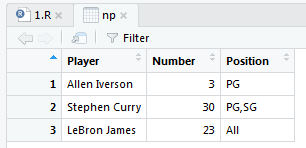 1.R × np ×
Filter
Player Number Position
1 Allen Iverson 3 PG
2 Stephen Curry 30 PG,SG
3 LeBron James 23 All